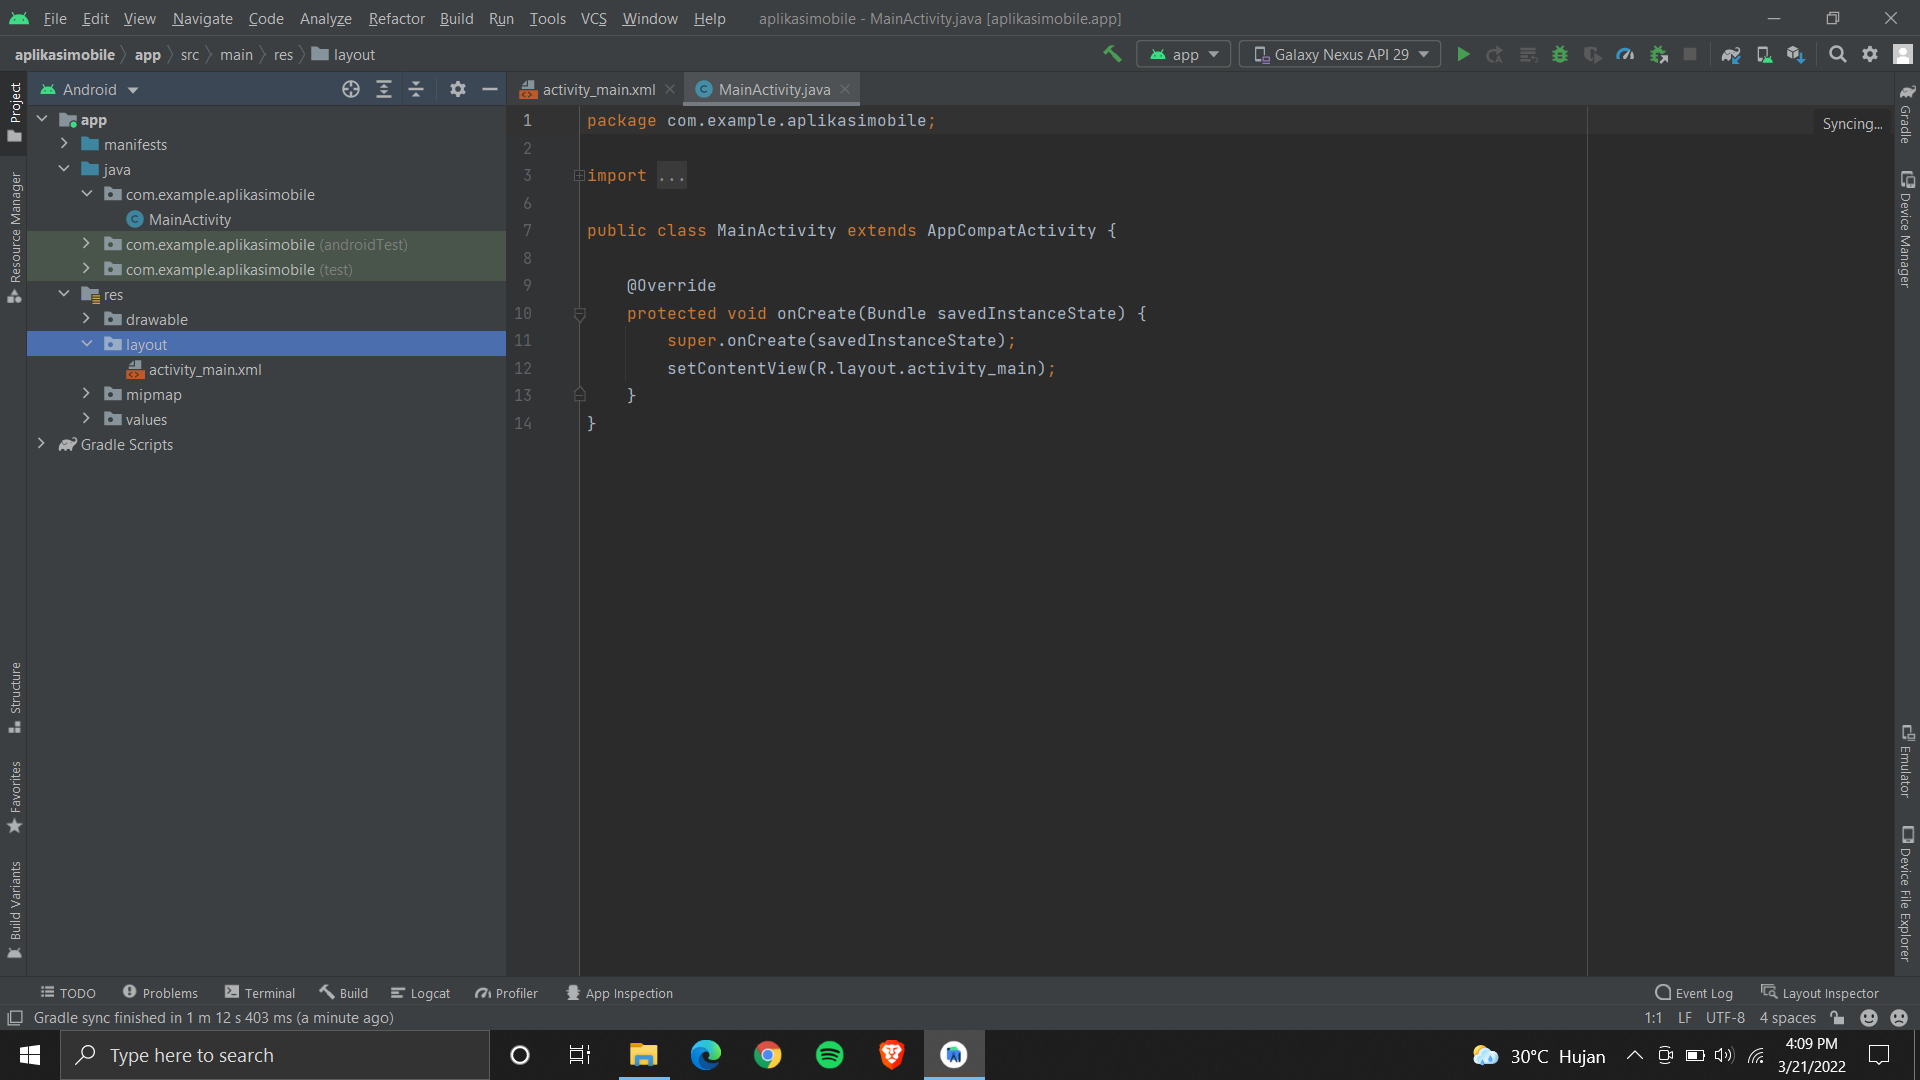 File Edit View Navigate Code Analyze Refactor Build Run Tools VCS Window Help aplikasimobile - MainActivity.java [aplikasimobile.app]
aplikasimobile app src main res layout app Galaxy Nexus API 29
Project
Resource Manager
Structure
Favorites
Build Variants
Android
app
manifests
java
com.example.aplikasimobile
MainActivity
com.example.aplikasimobile (androidTest)
com.example.aplikasimobile (test)
res
drawable
layout
activity_main.xml
mipmap
values
Gradle Scripts
activity_main.xml MainActivity.java
1 package com.example.aplikasimobile;
2
3 import ...
6
7 public class MainActivity extends AppCompatActivity {
8
9 @Override
10 protected void onCreate(Bundle savedInstanceState) {
11 super.onCreate(savedInstanceState);
12 setContentView(R.layout.activity_main);
13 }
14 }
Syncing...
Gradle
Device Manager
Emulator
Device File Explorer
TODO Problems Terminal Build Logcat Profiler App Inspection Event Log Layout Inspector
Gradle sync finished in 1 m 12 s 403 ms (a minute ago) 1:1 LF UTF-8 4 spaces
Type here to search 30°C Hujan 4:09 PM
3/21/2022